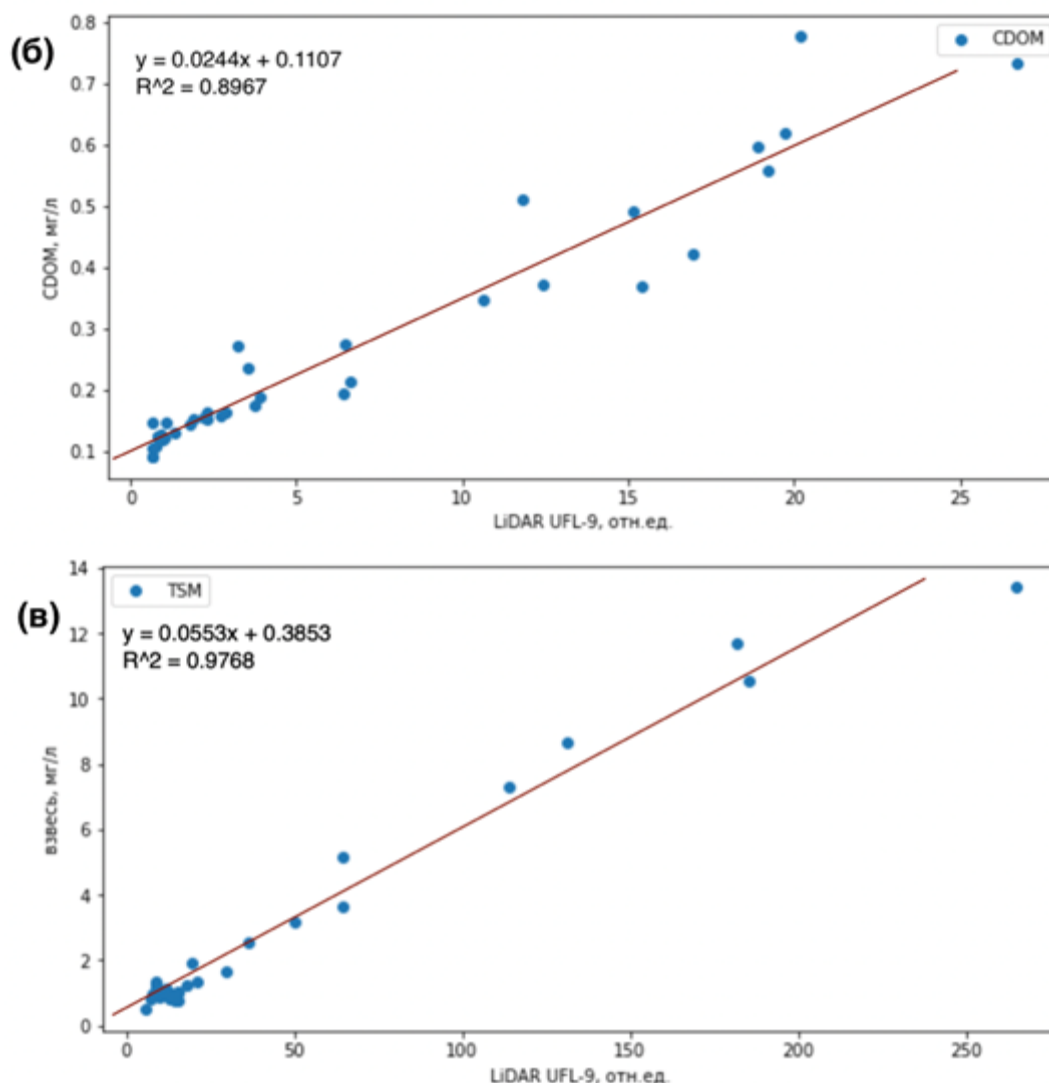 (б)
y = 0.0244x + 0.1107
R^2 = 0.8967
CDOM
CDOM, мг/л
0.8
0.7
0.6
0.5
0.4
0.3
0.2
0.1
0 5 10 15 20 25
LiDAR UFL-9, отн.ед.
(в)
TSM
y = 0.0553x + 0.3853
R^2 = 0.9768
взвесь, мг/л
14
12
10
8
6
4
2
0
0 50 100 150 200 250
LiDAR UFL-9, отн.ед.